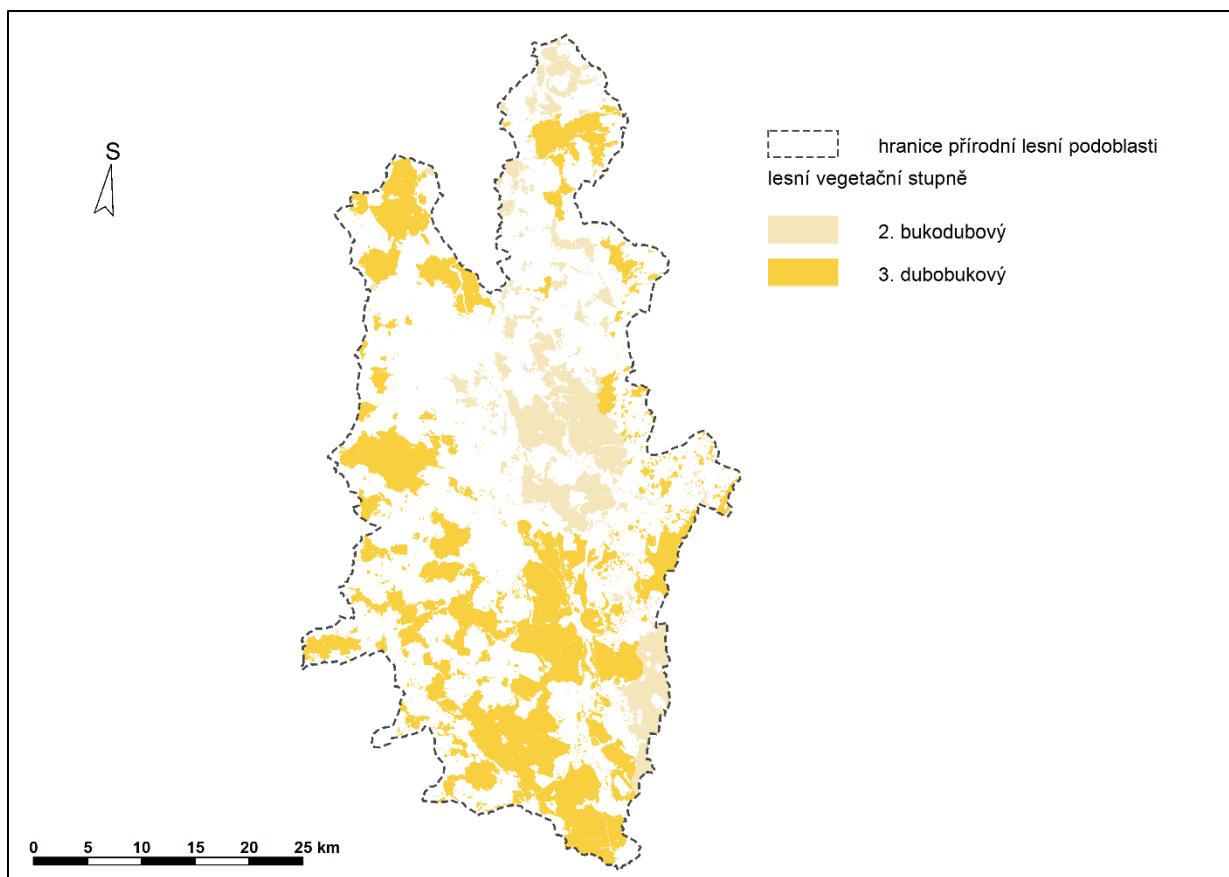 S
hranice přírodní lesní podoblasti
lesní vegetační stupně
2. bukodubový
3. dubobukový
0 5 10 15 20 25 km